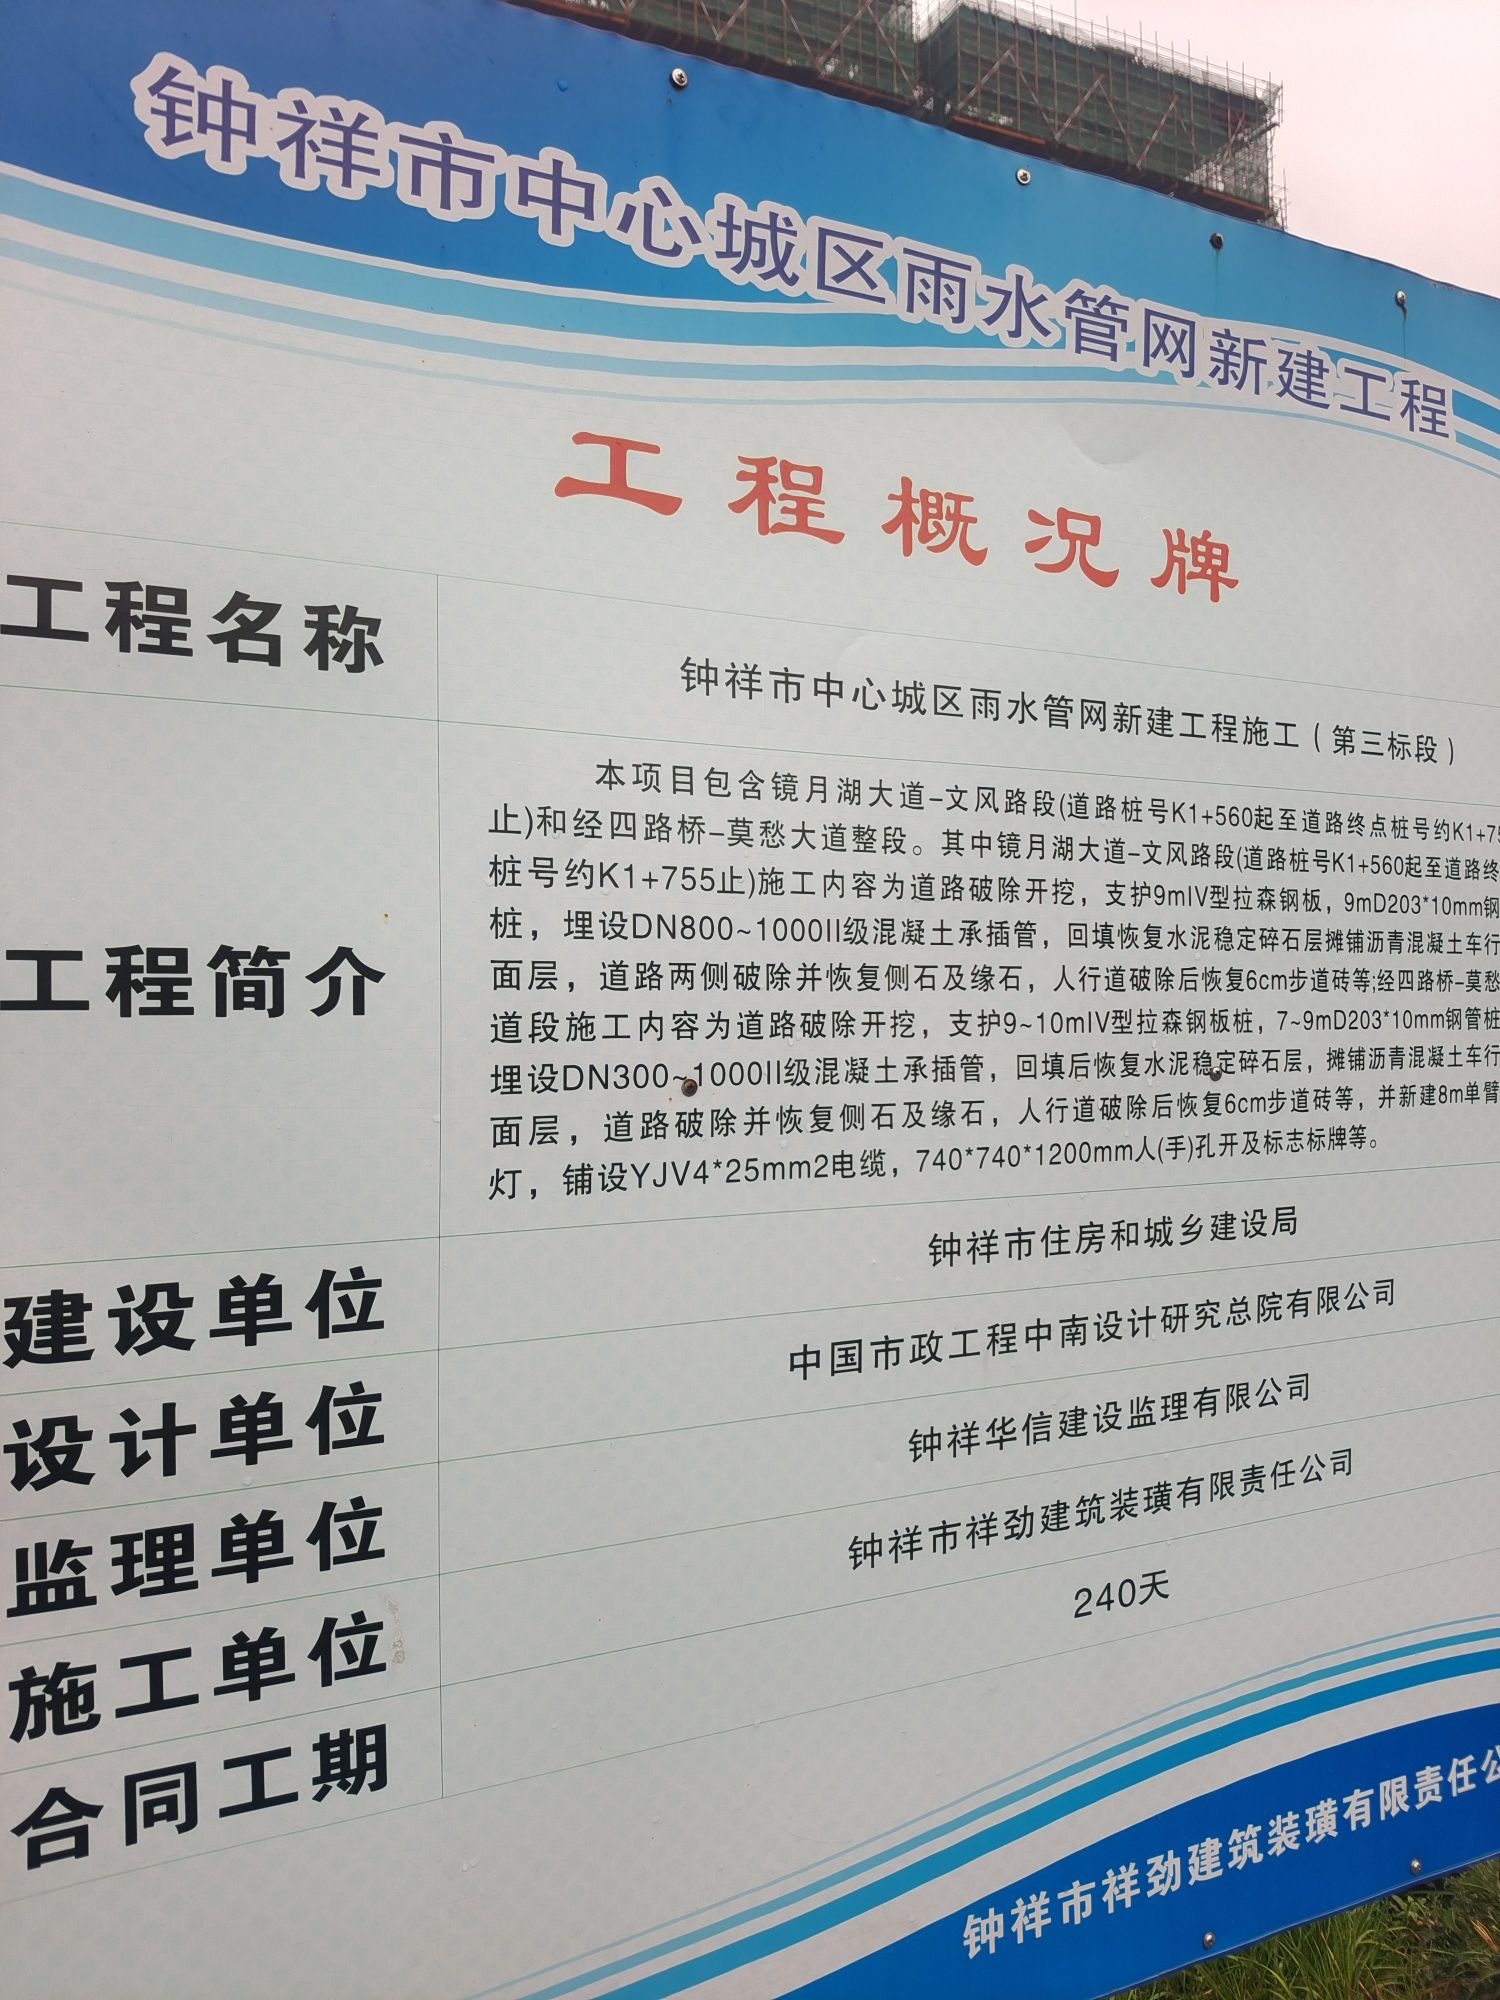 钟祥市中心城区雨水管网新建工程
工程概况牌
工程名称
钟祥市中心城区雨水管网新建工程施工（第三标段）
工程简介
本项目包含镜月湖大道-文风路段(道路桩号K1+560起至道路终点桩号约K1+75
止)和经四路桥-莫愁大道整段。其中镜月湖大道-文风路段(道路桩号K1+560起至道路终
桩号约K1+755止)施工内容为道路破除开挖，支护9mIV型拉森钢板，9mD203*10mm钢
桩，埋设DN800~1000II级混凝土承插管，回填恢复水泥稳定碎石层摊铺沥青混凝土车行
面层，道路两侧破除并恢复侧石及缘石，人行道破除后恢复6cm步道砖等;经四路桥-莫愁
道段施工内容为道路破除开挖，支护9~10mIV型拉森钢板桩，7~9mD203*10mm钢管桩
埋设DN300~1000II级混凝土承插管，回填后恢复水泥稳定碎石层，摊铺沥青混凝土车行
面层，道路破除并恢复侧石及缘石，人行道破除后恢复6cm步道砖等，并新建8m单臂
灯，铺设YJV4*25mm2电缆，740*740*1200mm人(手)孔开及标志标牌等。
建设单位
钟祥市住房和城乡建设局
设计单位
中国市政工程中南设计研究总院有限公司
监理单位
钟祥华信建设监理有限公司
施工单位
钟祥市祥劲建筑装璜有限责任公司
合同工期
240天
钟祥市祥劲建筑装璜有限责任公